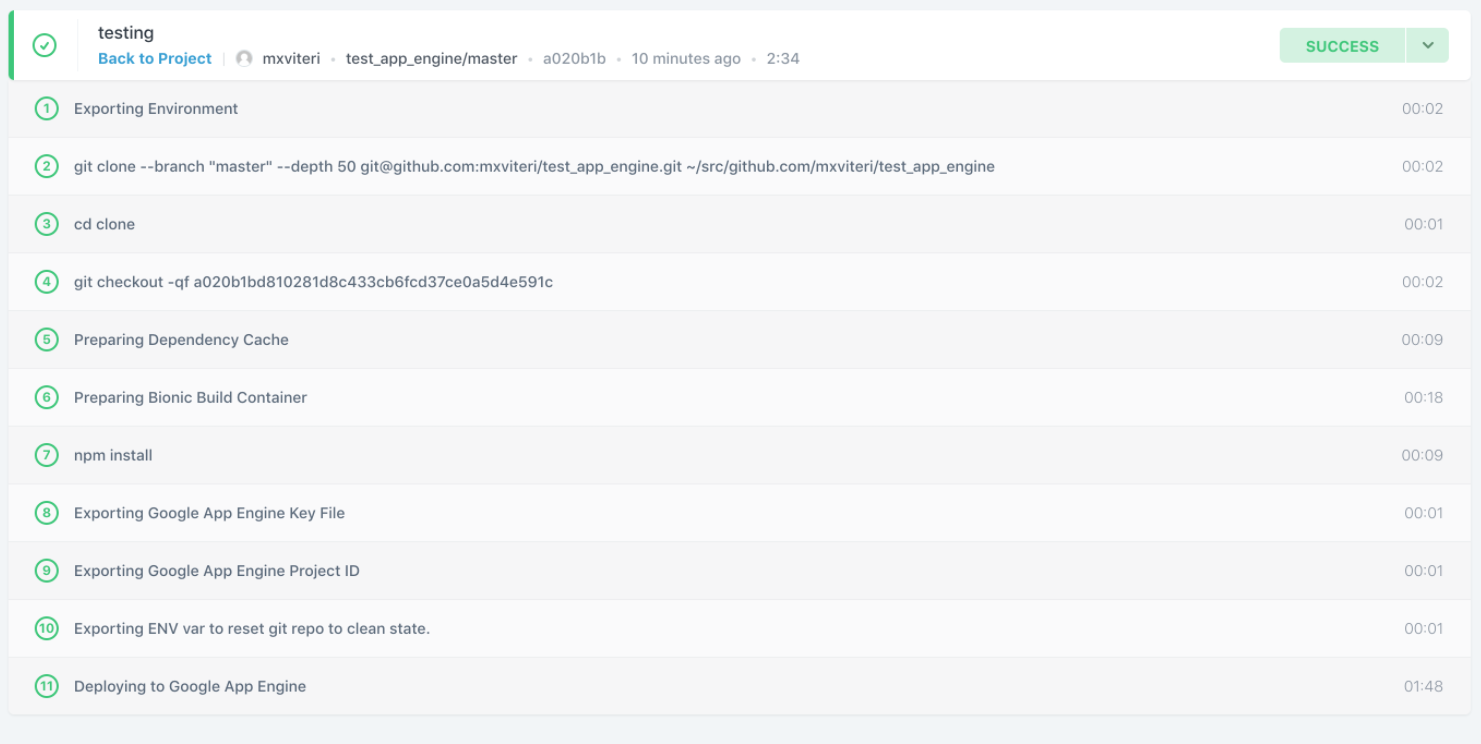 testing
Back to Project mxviteri • test_app_engine/master • a020b1b • 10 minutes ago • 2:34
SUCCESS
1 Exporting Environment 00:02
2 git clone --branch "master" --depth 50 git@github.com:mxviteri/test_app_engine.git ~/src/github.com/mxviteri/test_app_engine 00:02
3 cd clone 00:01
4 git checkout -qf a020b1bd810281d8c433cb6fcd37ce0a5d4e591c 00:02
5 Preparing Dependency Cache 00:09
6 Preparing Bionic Build Container 00:18
7 npm install 00:09
8 Exporting Google App Engine Key File 00:01
9 Exporting Google App Engine Project ID 00:01
10 Exporting ENV var to reset git repo to clean state. 00:01
11 Deploying to Google App Engine 01:48